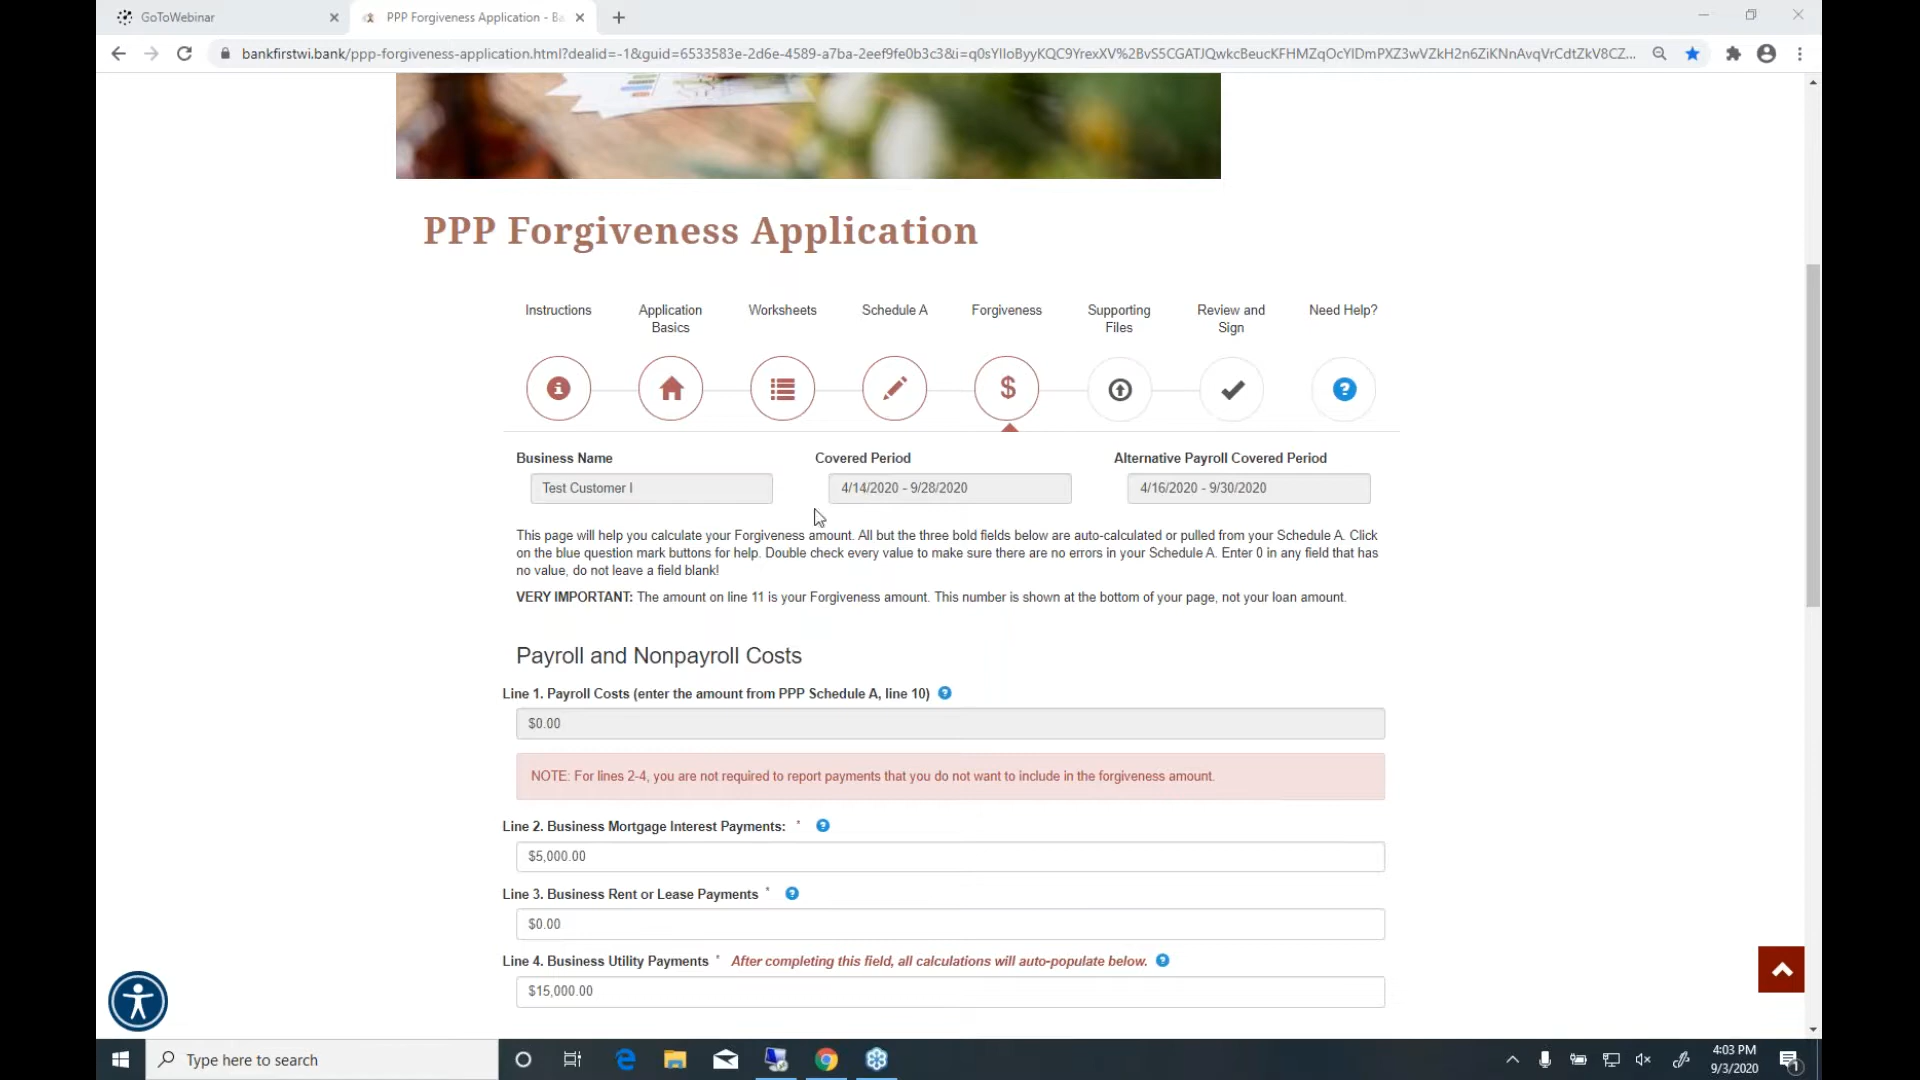 GoToWebinar
PPP Forgiveness Application - Ba
bankfirstwi.bank/ppp-forgiveness-application.html?dealid=-1&guid=6533583e-2d6e-4589-a7ba-2eef9fe0b3c3&i=q0sYlIoByyKQC9YrexXV%2BvS5CGATJQwkcBeucKFHMZqOcYlDmPXZ3wVZkH2n6ZiKNnAvqVrCdtZkV8CZ...
PPP Forgiveness Application
Instructions
Application Basics
Worksheets
Schedule A
Forgiveness
Supporting Files
Review and Sign
Need Help?
Business Name
Covered Period
Alternative Payroll Covered Period
Test Customer I
4/14/2020 - 9/28/2020
4/16/2020 - 9/30/2020
This page will help you calculate your Forgiveness amount. All but the three bold fields below are auto-calculated or pulled from your Schedule A. Click
on the blue question mark buttons for help. Double check every value to make sure there are no errors in your Schedule A. Enter 0 in any field that has
no value, do not leave a field blank!
VERY IMPORTANT: The amount on line 11 is your Forgiveness amount. This number is shown at the bottom of your page, not your loan amount.
Payroll and Nonpayroll Costs
Line 1. Payroll Costs (enter the amount from PPP Schedule A, line 10) ?
$0.00
NOTE: For lines 2-4, you are not required to report payments that you do not want to include in the forgiveness amount.
Line 2. Business Mortgage Interest Payments: * ?
$5,000.00
Line 3. Business Rent or Lease Payments * ?
$0.00
Line 4. Business Utility Payments * After completing this field, all calculations will auto-populate below. ?
$15,000.00
Type here to search
4:03 PM
9/3/2020
1